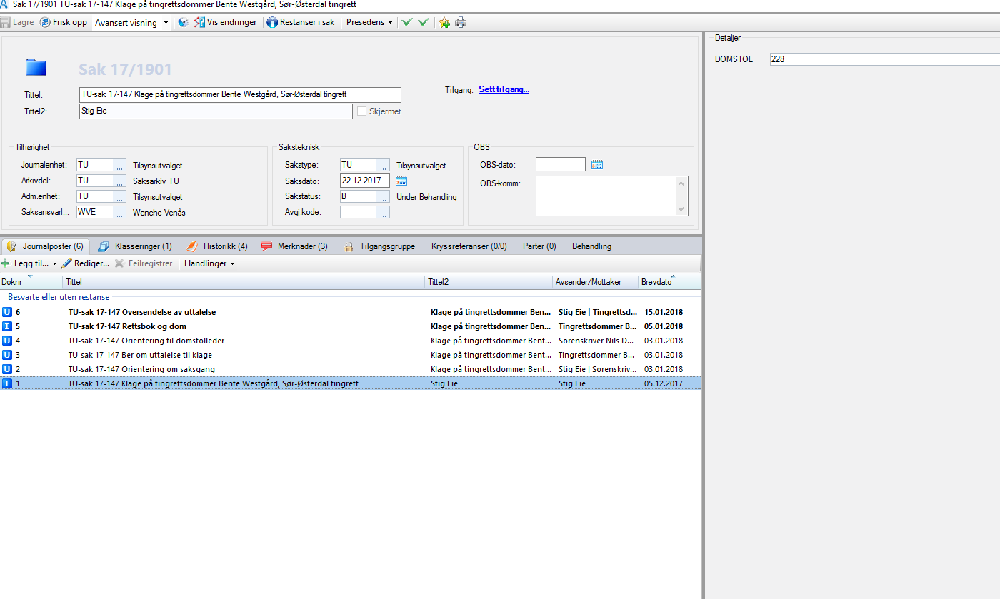 Sak 17/1901 TU-sak 17-147 Klage på tingrettsdommer Bente Westgård, Sør-Østerdal tingrett
Lagre Frisk opp Avansert visning Vis endringer Restanser i sak Presedens
Detaljer
DOMSTOL 228
Sak 17/1901
Tittel: TU-sak 17-147 Klage på tingrettsdommer Bente Westgård, Sør-Østerdal tingrett
Tilgang: Sett tilgang...
Tittel2: Stig Eie Skjermet
Tilhørighet
Journalenhet: TU ... Tilsynsutvalget
Arkivdel: TU ... Saksarkiv TU
Adm.enhet: TU ... Tilsynsutvalget
Saksansvarl... WVE ... Wenche Venås
Saksteknisk
Sakstype: TU ... Tilsynsutvalget
Saksdato: 22.12.2017
Sakstatus: B ... Under Behandling
Avgj.kode: ...
OBS
OBS-dato:
OBS-komm:
Journalposter (6) Klasseringer (1) Historikk (4) Merknader (3) Tilgangsgruppe Kryssreferanser (0/0) Parter (0) Behandling
Legg til... Rediger... Feilregistrer Handlinger
Doknr Tittel Tittel2 Avsender/Mottaker Brevdato
Besvarte eller uten restanse
U 6 TU-sak 17-147 Oversendelse av uttalelse Klage på tingrettsdommer Ben... Stig Eie | Tingrettsd... 15.01.2018
I 5 TU-sak 17-147 Rettsbok og dom Klage på tingrettsdommer Ben... Tingrettsdommer B... 05.01.2018
U 4 TU-sak 17-147 Orientering til domstolleder Klage på tingrettsdommer Bent... Sorenskriver Nils D... 03.01.2018
U 3 TU-sak 17-147 Ber om uttalelse til klage Klage på tingrettsdommer Bent... Tingrettsdommer B... 03.01.2018
U 2 TU-sak 17-147 Orientering om saksgang Klage på tingrettsdommer Bent... Stig Eie | Sorenskriv... 03.01.2018
I 1 TU-sak 17-147 Klage på tingrettsdommer Bente Westgård, Sør-Østerdal tingrett Stig Eie Stig Eie 05.12.2017